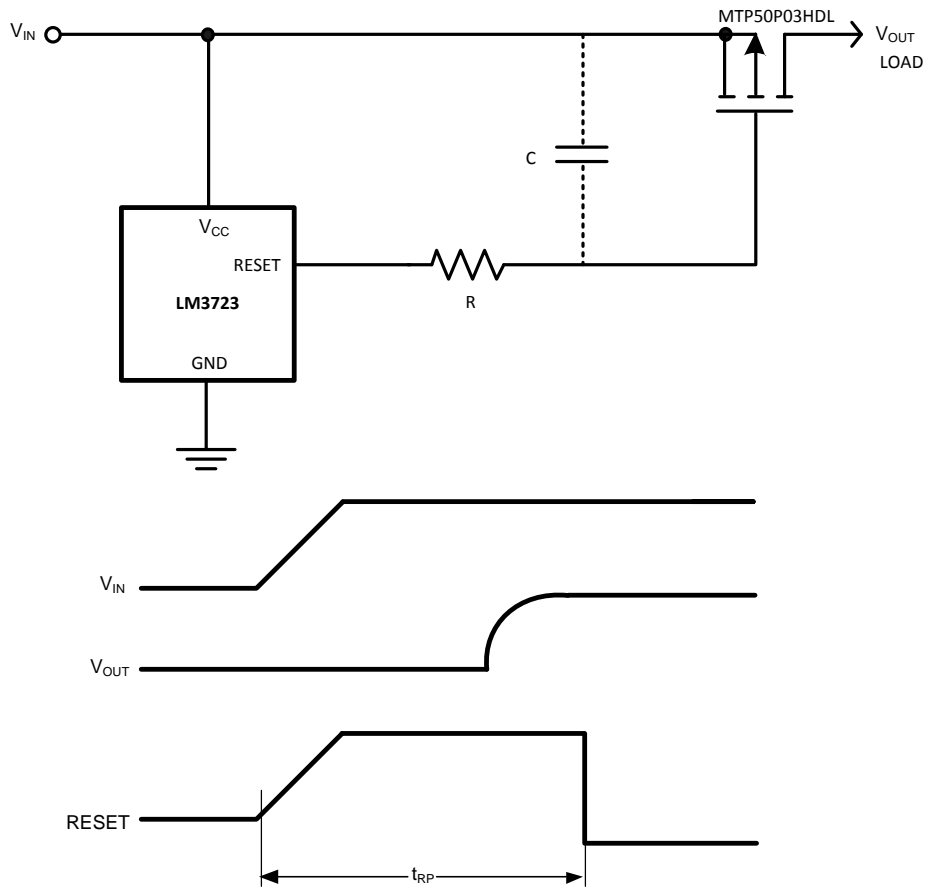 MTP50P03HDL
VIN
VOUT
LOAD
C
VCC
RESET
R
LM3723
GND
VIN
VOUT
RESET
tRP